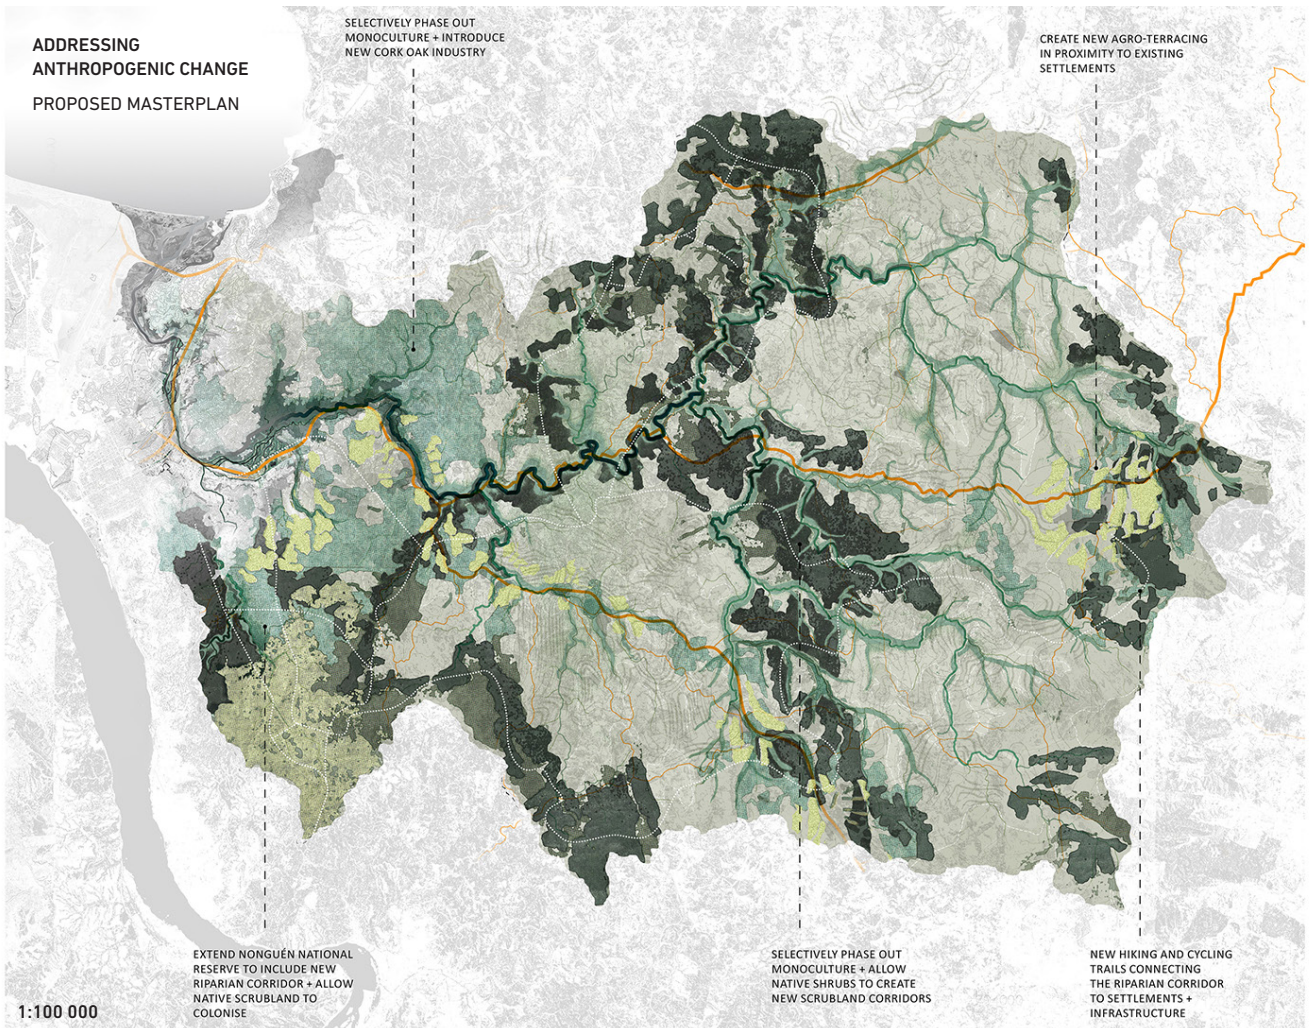 ADDRESSING
ANTHROPOGENIC CHANGE
PROPOSED MASTERPLAN
SELECTIVELY PHASE OUT
MONOCULTURE + INTRODUCE
NEW CORK OAK INDUSTRY
CREATE NEW AGRO-TERRACING
IN PROXIMITY TO EXISTING
SETTLEMENTS
EXTEND NONGUÉN NATIONAL
RESERVE TO INCLUDE NEW
RIPARIAN CORRIDOR + ALLOW
NATIVE SCRUBLAND TO
COLONISE
SELECTIVELY PHASE OUT
MONOCULTURE + ALLOW
NATIVE SHRUBS TO CREATE
NEW SCRUBLAND CORRIDORS
NEW HIKING AND CYCLING
TRAILS CONNECTING
THE RIPARIAN CORRIDOR
TO SETTLEMENTS +
INFRASTRUCTURE
1:100 000